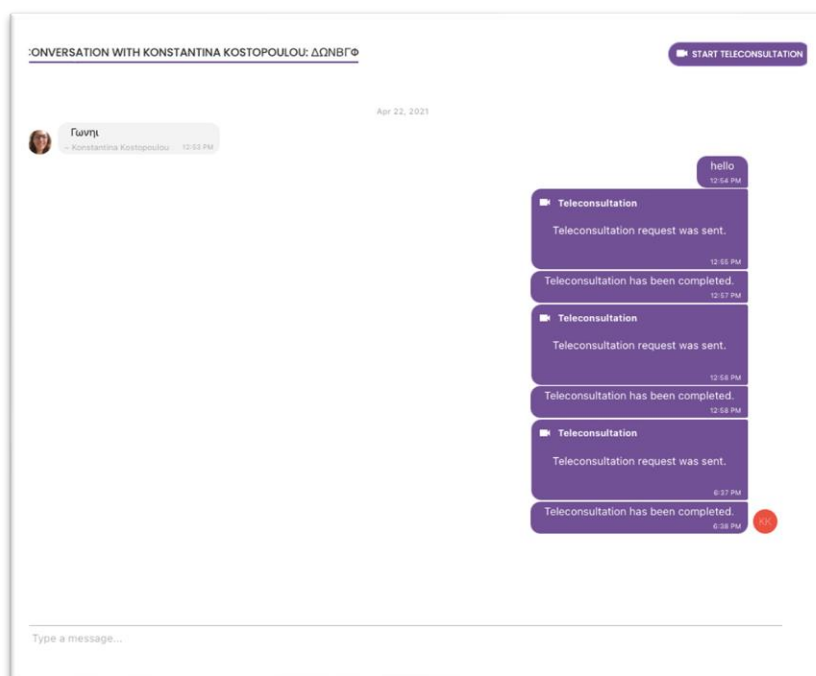 :ONVERSATION WITH KONSTANTINA KOSTOPOULOU: ΔΩΝΒΓΦ
START TELECONSULTATION
Apr 22, 2021
Γωνηι
– Konstantina Kostopoulou 12:53 PM
hello
12:54 PM
Teleconsultation
Teleconsultation request was sent.
12:55 PM
Teleconsultation has been completed.
12:57 PM
Teleconsultation
Teleconsultation request was sent.
12:58 PM
Teleconsultation has been completed.
12:58 PM
Teleconsultation
Teleconsultation request was sent.
6:37 PM
Teleconsultation has been completed.
6:38 PM
KK
Type a message...